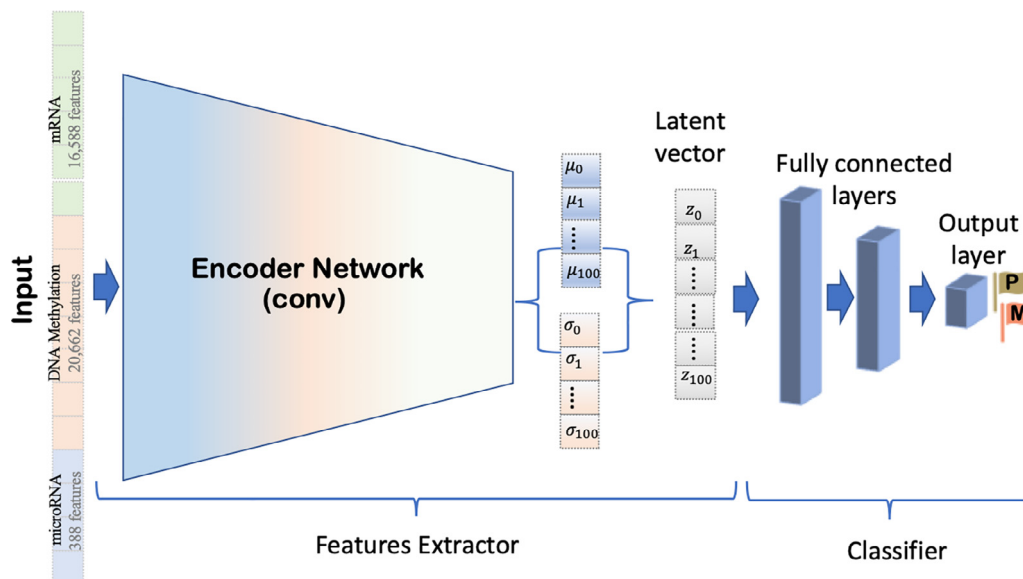 Input
mRNA
16,588 features
DNA Methylation
20,662 features
microRNA
388 features
Encoder Network
(conv)
μ₀
μ₁
⋮
μ₁₀₀
σ₀
σ₁
⋮
σ₁₀₀
Latent
vector
z₀
z₁
⋮
⋮
⋮
z₁₀₀
Fully connected
layers
Output
layer
P
M
Features Extractor
Classifier